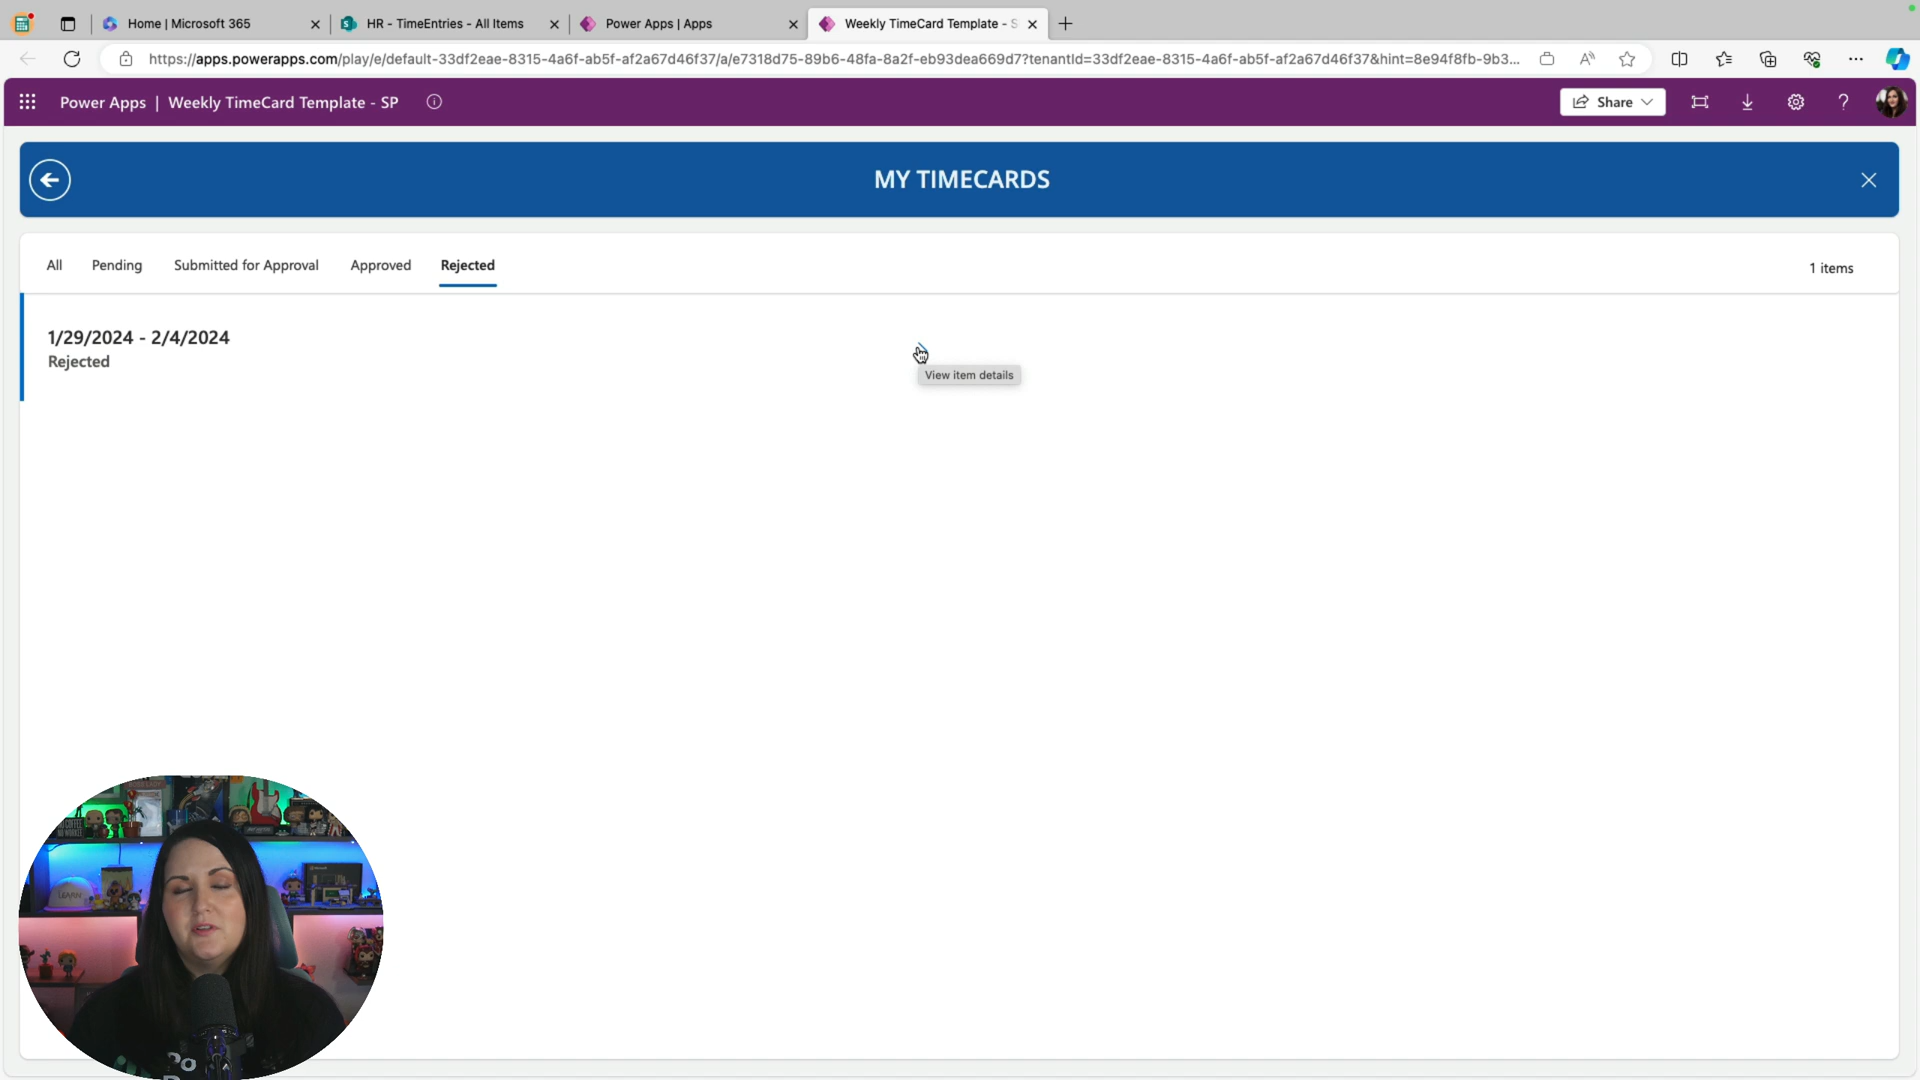 Home | Microsoft 365
HR - TimeEntries - All Items
Power Apps | Apps
Weekly TimeCard Template - S
https://apps.powerapps.com/play/e/default-33df2eae-8315-4a6f-ab5f-af2a67d46f37/a/e7318d75-89b6-48fa-8a2f-eb93dea669d7?tenantId=33df2eae-8315-4a6f-ab5f-af2a67d46f37&hint=8e94f8fb-9b3...
Power Apps | Weekly TimeCard Template - SP
Share
MY TIMECARDS
All
Pending
Submitted for Approval
Approved
Rejected
1 items
1/29/2024 - 2/4/2024
Rejected
View item details
LEARN